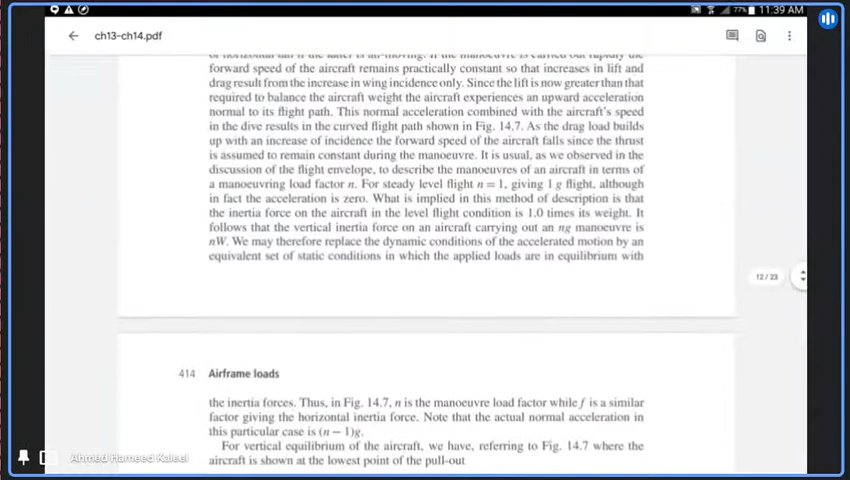 77% 11:39 AM
ch13-ch14.pdf
of horizontal tail if the latter is all-moving. If the manoeuvre is carried out rapidly the
forward speed of the aircraft remains practically constant so that increases in lift and
drag result from the increase in wing incidence only. Since the lift is now greater than that
required to balance the aircraft weight the aircraft experiences an upward acceleration
normal to its flight path. This normal acceleration combined with the aircraft's speed
in the dive results in the curved flight path shown in Fig. 14.7. As the drag load builds
up with an increase of incidence the forward speed of the aircraft falls since the thrust
is assumed to remain constant during the manoeuvre. It is usual, as we observed in the
discussion of the flight envelope, to describe the manoeuvres of an aircraft in terms of
a manoeuvring load factor n. For steady level flight n = 1, giving 1 g flight, although
in fact the acceleration is zero. What is implied in this method of description is that
the inertia force on the aircraft in the level flight condition is 1.0 times its weight. It
follows that the vertical inertia force on an aircraft carrying out an ng manoeuvre is
nW. We may therefore replace the dynamic conditions of the accelerated motion by an
equivalent set of static conditions in which the applied loads are in equilibrium with
12 / 23
414 Airframe loads
the inertia forces. Thus, in Fig. 14.7, n is the manoeuvre load factor while f is a similar
factor giving the horizontal inertia force. Note that the actual normal acceleration in
this particular case is (n − 1)g.
For vertical equilibrium of the aircraft, we have, referring to Fig. 14.7 where the
aircraft is shown at the lowest point of the pull-out
Ahmed Hameed Kaleel